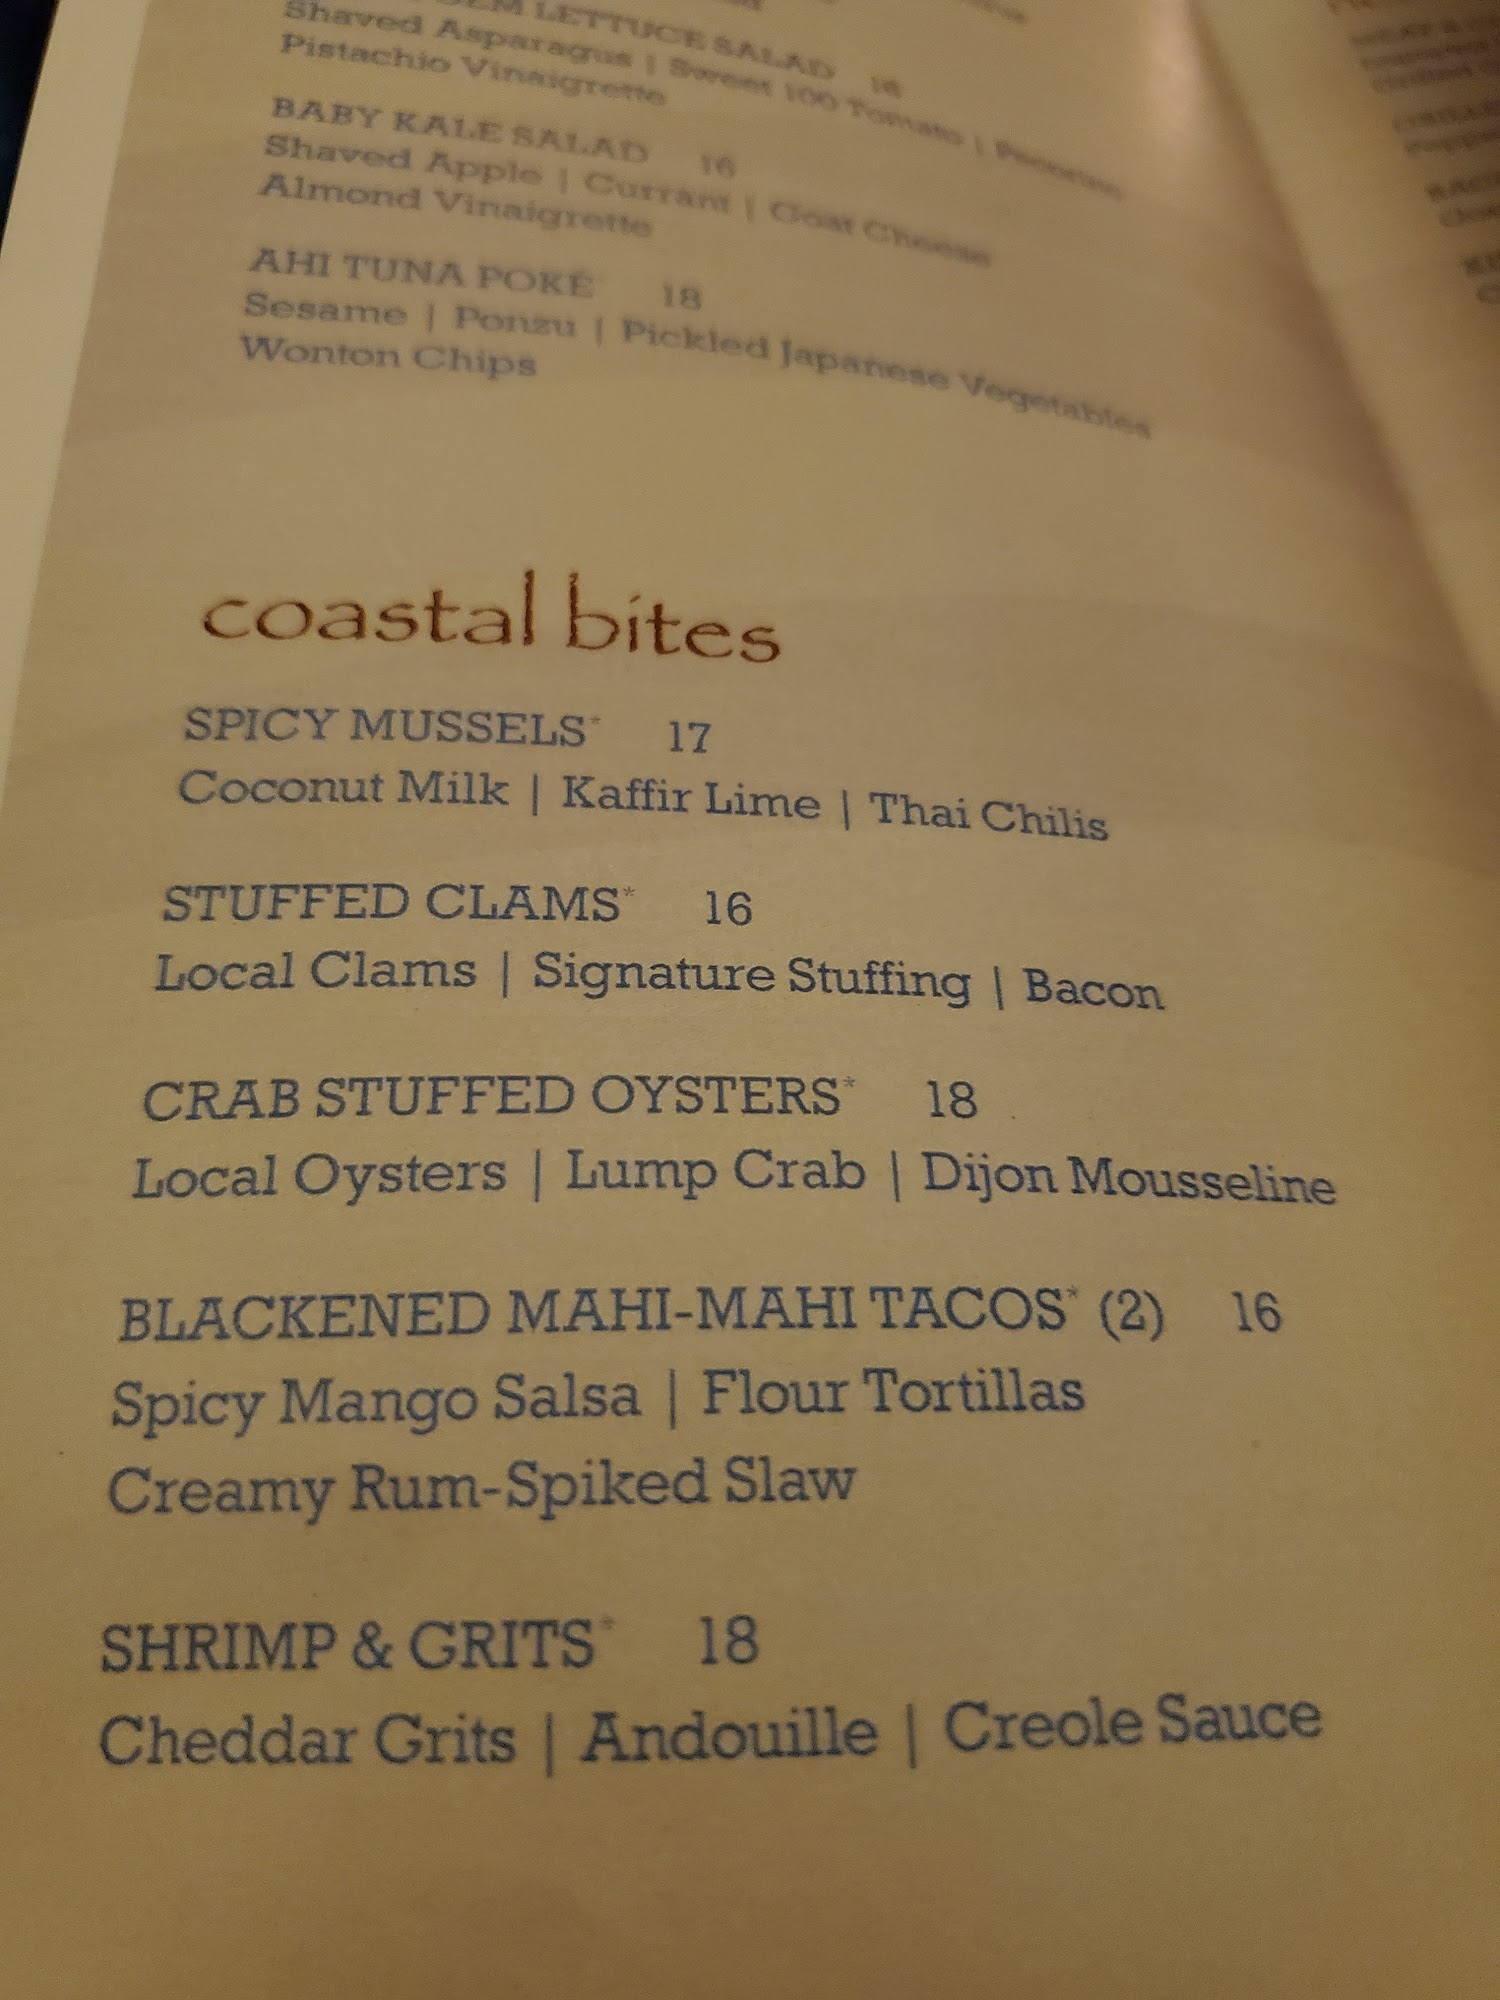 LETTUCE SALAD 16
Shaved Asparagus | Sweet 100 Tomato |
Pistachio Vinaigrette
BABY KALE SALAD 16
Shaved Apple | Currant | Goat Cheese
Almond Vinaigrette
AHI TUNA POKÉ 18
Sesame | Ponzu | Pickled Japanese Vegetables
Wonton Chips
coastal bites
SPICY MUSSELS* 17
Coconut Milk | Kaffir Lime | Thai Chilis
STUFFED CLAMS* 16
Local Clams | Signature Stuffing | Bacon
CRAB STUFFED OYSTERS* 18
Local Oysters | Lump Crab | Dijon Mousseline
BLACKENED MAHI-MAHI TACOS* (2) 16
Spicy Mango Salsa | Flour Tortillas
Creamy Rum-Spiked Slaw
SHRIMP & GRITS* 18
Cheddar Grits | Andouille | Creole Sauce